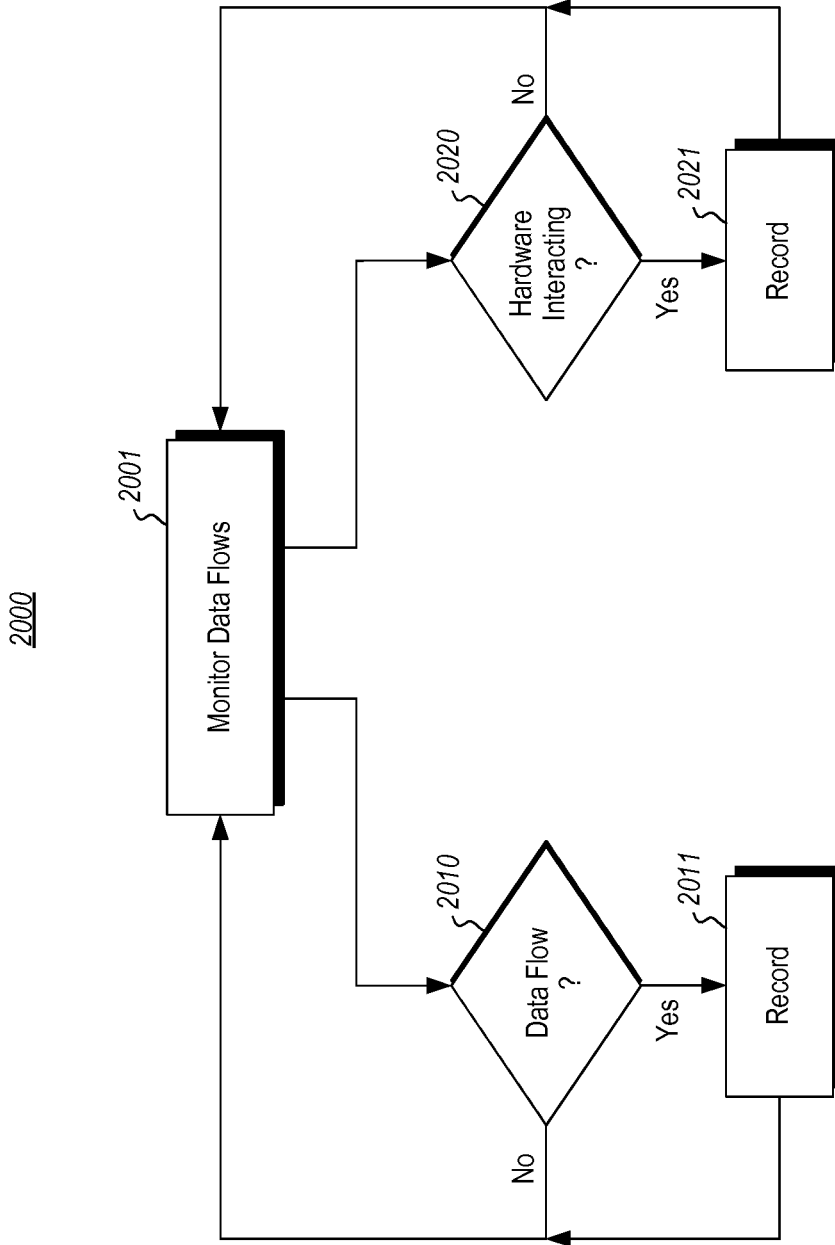 2000
2001
Monitor Data Flows
2010
Data Flow
?
No
Yes
2011
Record
2020
Hardware
Interacting
?
No
Yes
2021
Record